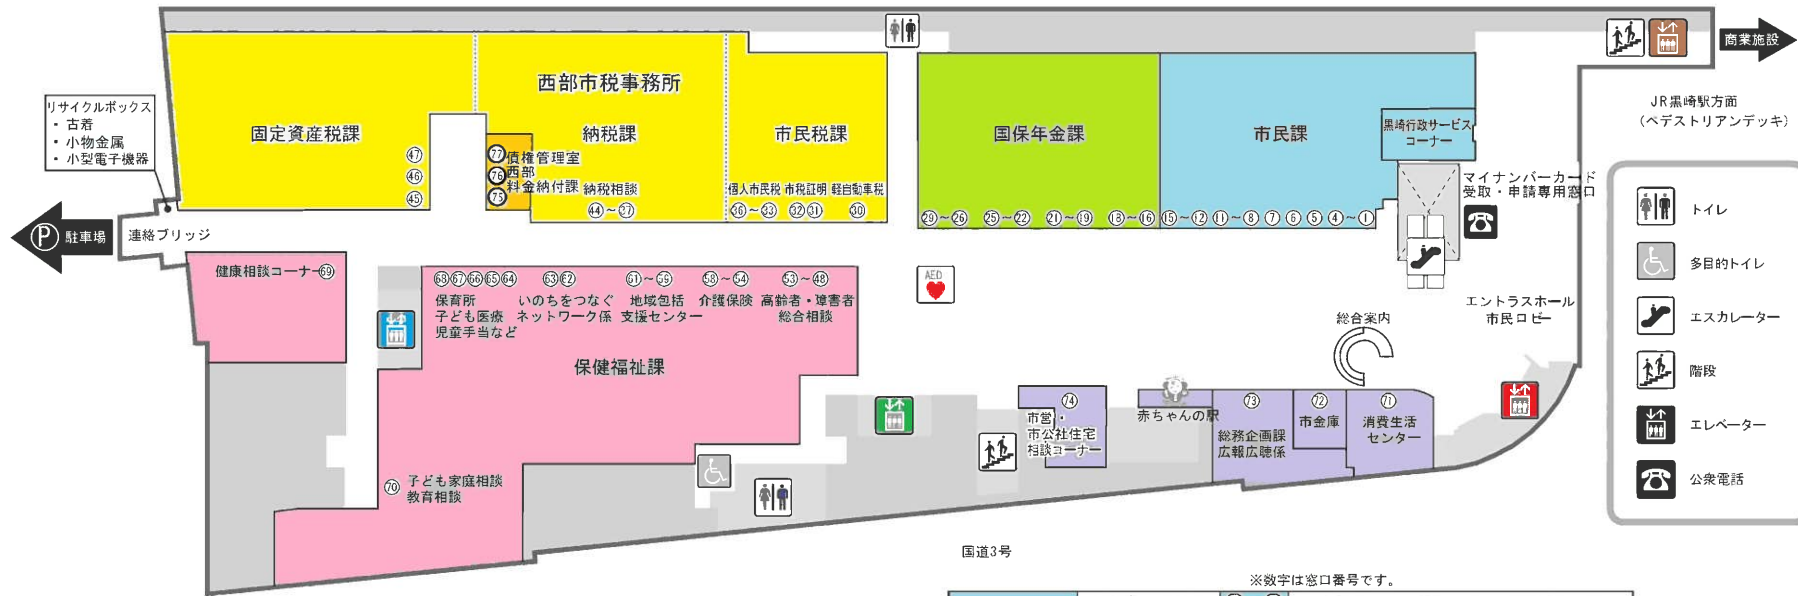 商業施設
JR黒崎駅方面
(ペデストリアンデッキ)
リサイクルボックス
・ 古着
・ 小物金属
・ 小型電子機器
西部市税事務所
固定資産税課
納税課
市民税課
国保年金課
市民課
黒崎行政サービス
コーナー
㊼
㊻
㊺
77 債権管理室
76 西部
75 料金納付課
納税相談
㊹～㉗
個人市民税 市税証明 軽自動車税
㊱～㉝ ㉜㉛ ㉚
㉙～㉖ ㉕～㉒ ㉑～⑲ ⑱～⑯
⑮～⑫ ⑪～⑧ ⑦ ⑥ ⑤ ④～①
マイナンバーカード
受取・申請専用窓口
P 駐車場
連絡ブリッジ
健康相談コーナー69
68 67 66 65 64
保育所
子ども医療
児童手当など
63 62
いのちをつなぐ
ネットワーク係
61～59
地域包括
支援センター
58～54
介護保険
53～㊽
高齢者・障害者
総合相談
保健福祉課
AED
エントラスホール
市民ロビー
総合案内
70 子ども家庭相談
教育相談
74
市営・
市公社住宅
相談コーナー
赤ちゃんの駅
73
総務企画課
広報広聴係
72
市金庫
71
消費生活
センター
トイレ
多目的トイレ
エスカレーター
階段
エレベーター
公衆電話
国道3号
※数字は窓口番号です。